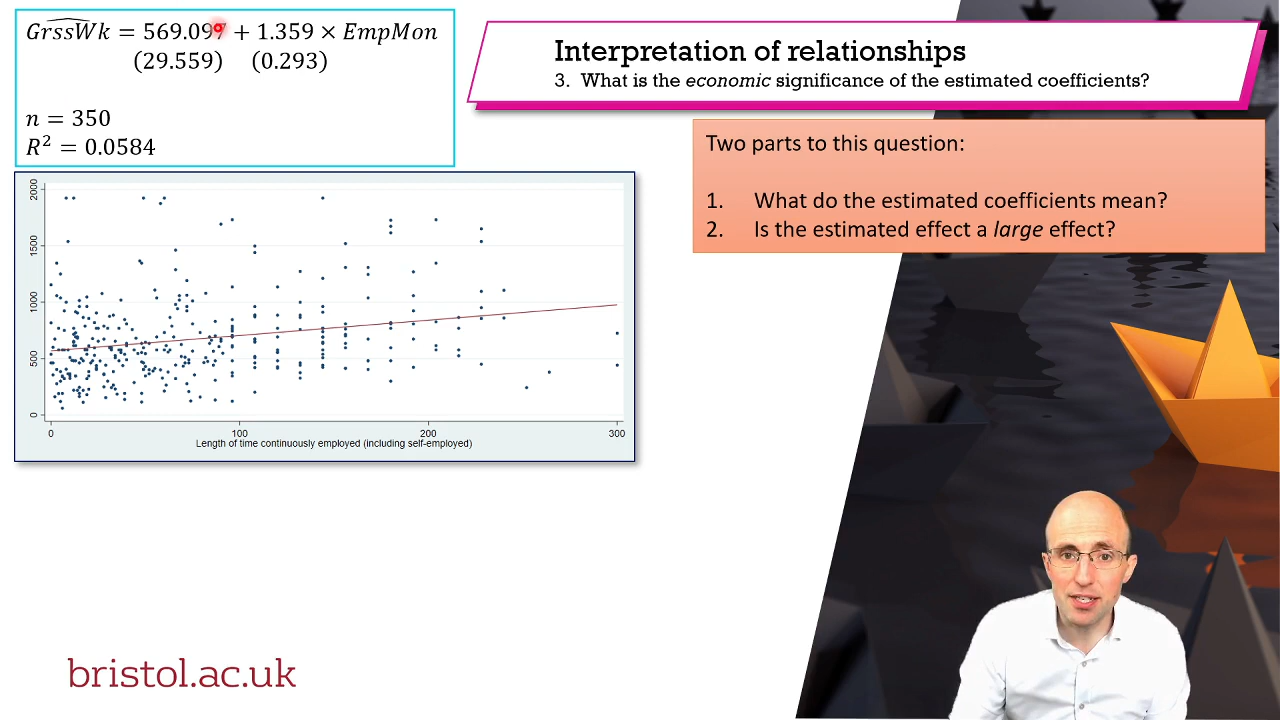 GrssWk = 569.097 + 1.359 × EmpMon
(29.559) (0.293)
n = 350
R² = 0.0584
Interpretation of relationships
3. What is the economic significance of the estimated coefficients?
Two parts to this question:
1. What do the estimated coefficients mean?
2. Is the estimated effect a large effect?
2000
1500
1000
500
0
0 100 200 300
Length of time continuously employed (including self-employed)
bristol.ac.uk